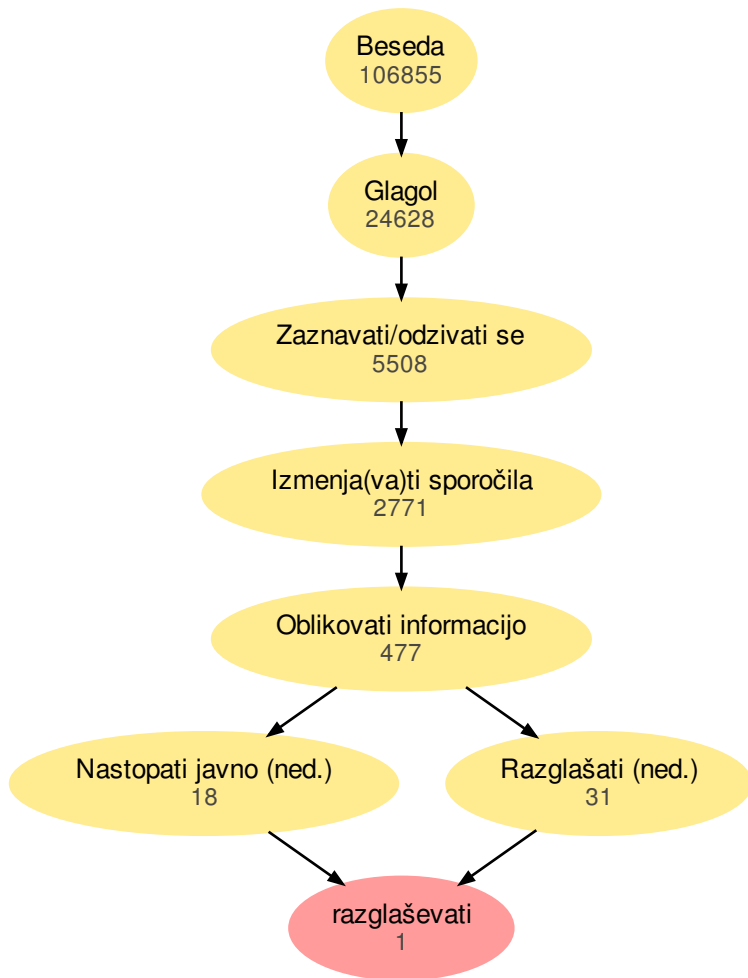 Beseda
106855
Glagol
24628
Zaznavati/odzivati se
5508
Izmenja(va)ti sporočila
2771
Oblikovati informacijo
477
Nastopati javno (ned.)
18
Razglašati (ned.)
31
razglaševati
1